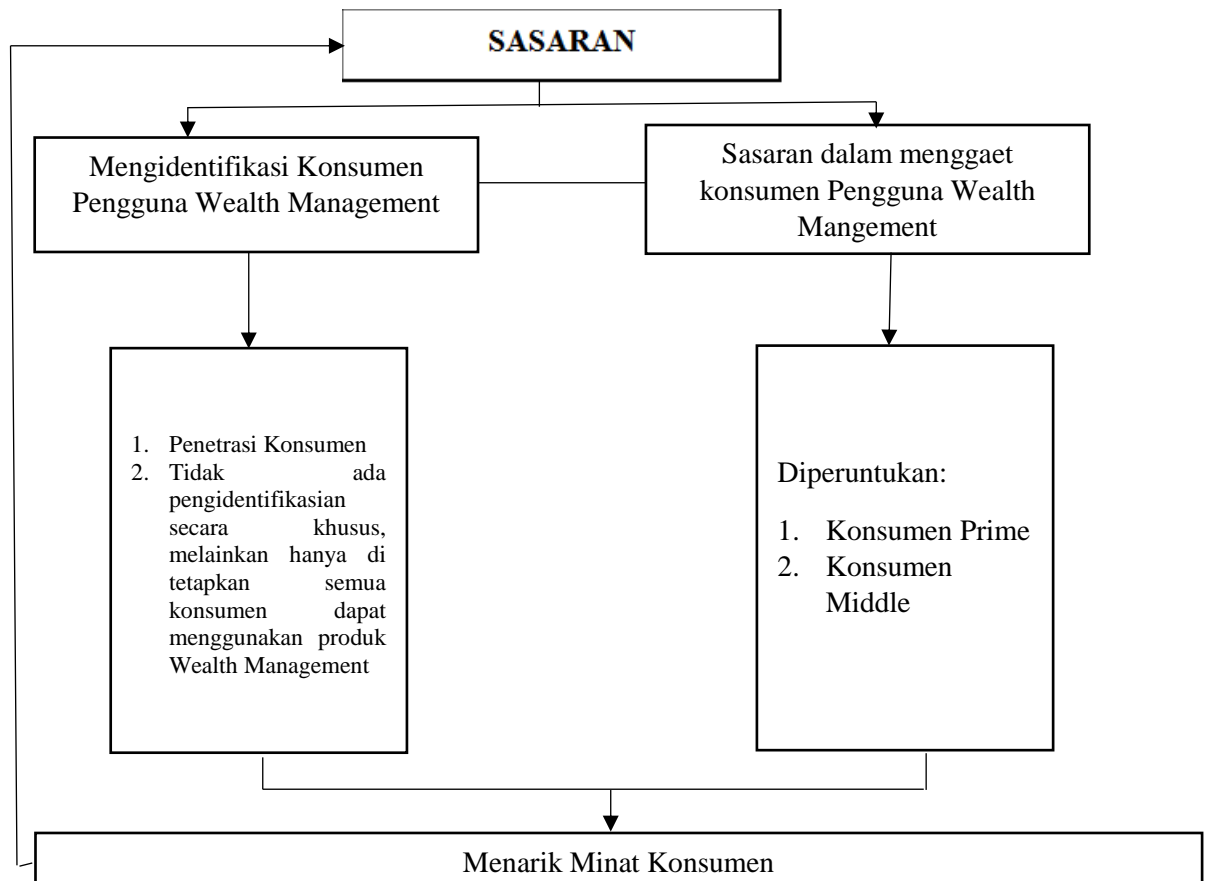 SASARAN
Mengidentifikasi Konsumen
Pengguna Wealth Management
Sasaran dalam menggaet
konsumen Pengguna Wealth
Mangement
1. Penetrasi Konsumen
2. Tidak ada
pengidentifikasian
secara khusus,
melainkan hanya di
tetapkan semua
konsumen dapat
menggunakan produk
Wealth Management
Diperuntukan:
1. Konsumen Prime
2. Konsumen
Middle
Menarik Minat Konsumen